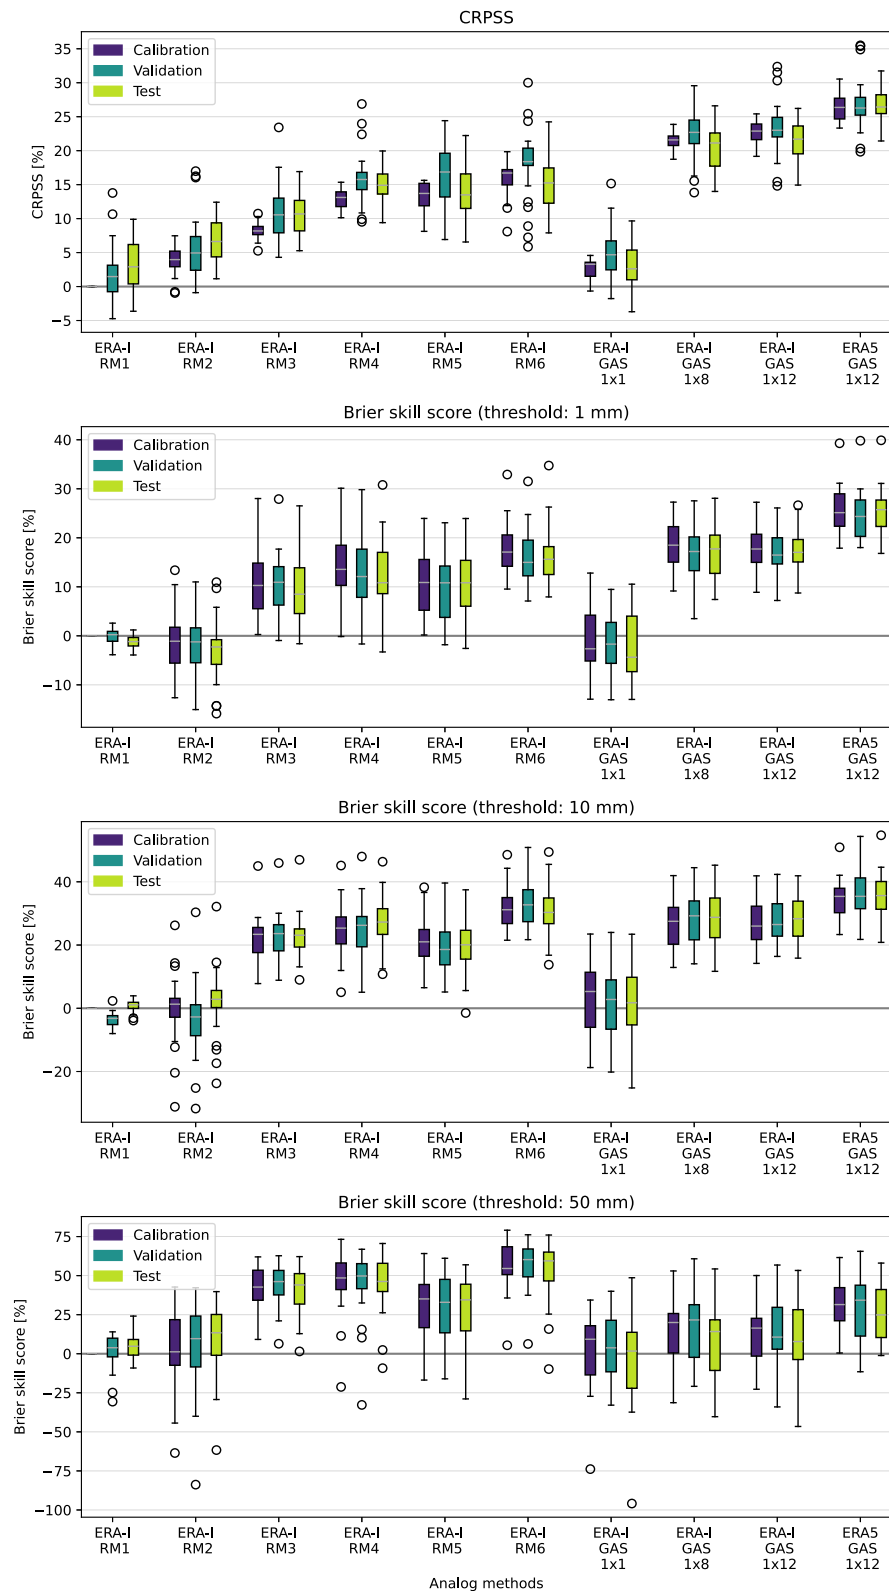 CRPSS
CRPSS [%]
35
30
25
20
15
10
5
0
−5
Calibration
Validation
Test
ERA-I RM1
ERA-I RM2
ERA-I RM3
ERA-I RM4
ERA-I RM5
ERA-I RM6
ERA-I GAS 1x1
ERA-I GAS 1x8
ERA-I GAS 1x12
ERA5 GAS 1x12
Brier skill score (threshold: 1 mm)
Brier skill score [%]
40
30
20
10
0
−10
Calibration
Validation
Test
ERA-I RM1
ERA-I RM2
ERA-I RM3
ERA-I RM4
ERA-I RM5
ERA-I RM6
ERA-I GAS 1x1
ERA-I GAS 1x8
ERA-I GAS 1x12
ERA5 GAS 1x12
Brier skill score (threshold: 10 mm)
Brier skill score [%]
40
20
0
−20
Calibration
Validation
Test
ERA-I RM1
ERA-I RM2
ERA-I RM3
ERA-I RM4
ERA-I RM5
ERA-I RM6
ERA-I GAS 1x1
ERA-I GAS 1x8
ERA-I GAS 1x12
ERA5 GAS 1x12
Brier skill score (threshold: 50 mm)
Brier skill score [%]
75
50
25
0
−25
−50
−75
−100
Calibration
Validation
Test
ERA-I RM1
ERA-I RM2
ERA-I RM3
ERA-I RM4
ERA-I RM5
ERA-I RM6
ERA-I GAS 1x1
ERA-I GAS 1x8
ERA-I GAS 1x12
ERA5 GAS 1x12
Analog methods